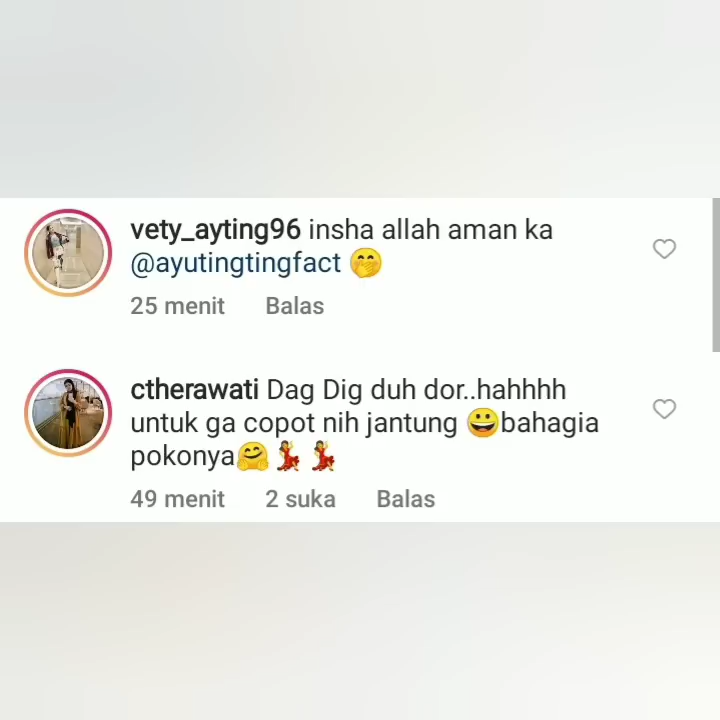 vety_ayting96 insha allah aman ka
@ayutingtingfact 🤭
25 menit Balas
ctherawati Dag Dig duh dor..hahhhh
untuk ga copot nih jantung 😀bahagia
pokonya🤗💃💃
49 menit 2 suka Balas